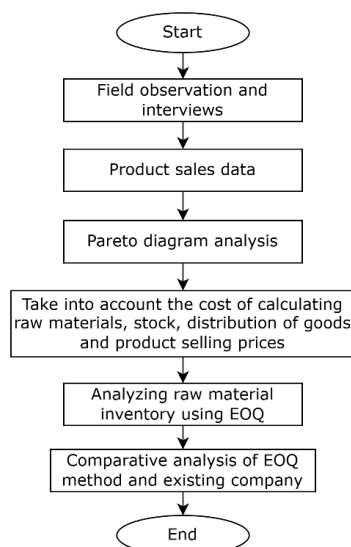 Start
Field observation and
interviews
Product sales data
Pareto diagram analysis
Take into account the cost of calculating
raw materials, stock, distribution of goods
and product selling prices
Analyzing raw material
inventory using EOQ
Comparative analysis of EOQ
method and existing company
End